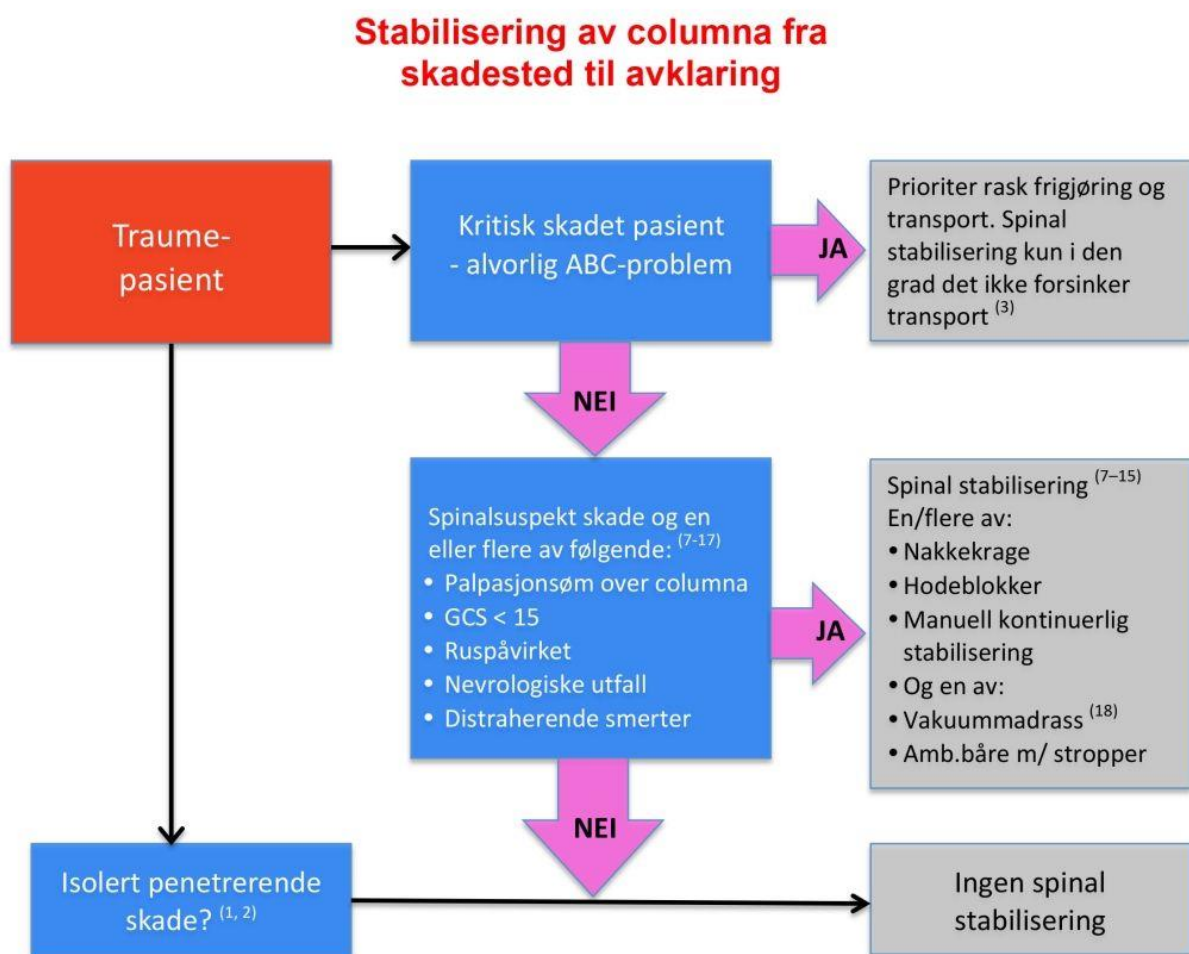 Stabilisering av columna fra
skadested til avklaring
Traume-
pasient
Kritisk skadet pasient
- alvorlig ABC-problem
JA
Prioriter rask frigjøring og
transport. Spinal
stabilisering kun i den
grad det ikke forsinker
transport (3)
NEI
Spinalsuspekt skade og en
eller flere av følgende: (7-17)
• Palpasjonsøm over columna
• GCS < 15
• Ruspåvirket
• Nevrologiske utfall
• Distraherende smerter
JA
Spinal stabilisering (7–15)
En/flere av:
• Nakkekrage
• Hodeblokker
• Manuell kontinuerlig
stabilisering
• Og en av:
• Vakuummadrass (18)
• Amb.båre m/ stropper
NEI
Isolert penetrerende
skade? (1, 2)
Ingen spinal
stabilisering